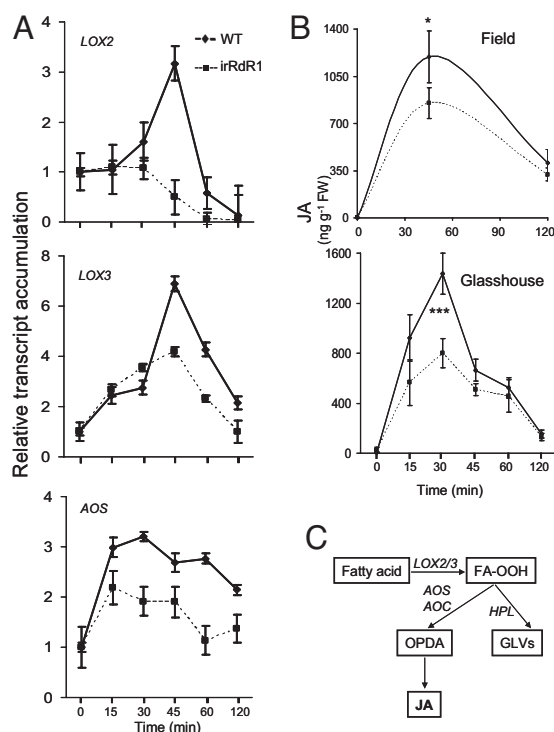 A
LOX2
WT
irRdR1
4
3
2
1
0
Relative transcript accumulation
LOX3
8
6
4
2
0
AOS
4
3
2
1
0
0 15 30 45 60 120
Time (min)
B
Field
*
1400
1050
700
350
0
0 30 60 90 120
JA
(ng g-1 FW)
Glasshouse
***
1600
1200
800
400
0
0 15 30 45 60 120
Time (min)
C
Fatty acid
LOX2/3
FA-OOH
AOS
AOC
HPL
OPDA
GLVs
JA